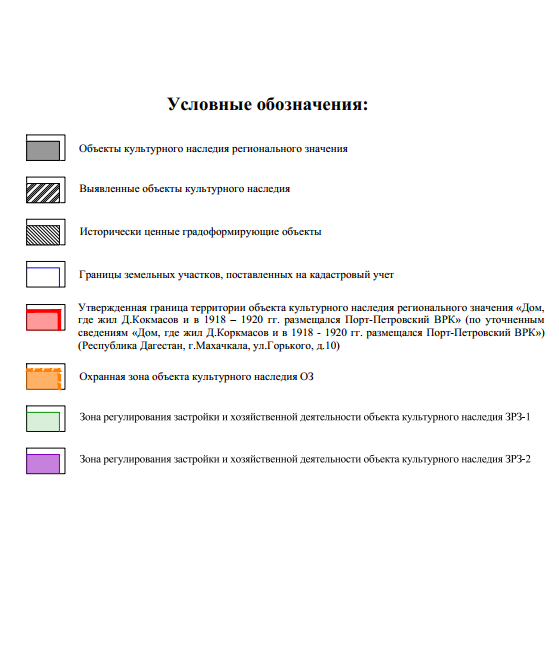 Условные обозначения:
Объекты культурного наследия регионального значения
Выявленные объекты культурного наследия
Исторически ценные градоформирующие объекты
Границы земельных участков, поставленных на кадастровый учет
Утвержденная граница территории объекта культурного наследия регионального значения «Дом,
где жил Д.Кокмасов и в 1918 – 1920 гг. размещался Порт-Петровский ВРК» (по уточненным
сведениям «Дом, где жил Д.Коркмасов и в 1918 - 1920 гг. размещался Порт-Петровский ВРК»)
(Республика Дагестан, г.Махачкала, ул.Горького, д.10)
Охранная зона объекта культурного наследия ОЗ
Зона регулирования застройки и хозяйственной деятельности объекта культурного наследия ЗРЗ-1
Зона регулирования застройки и хозяйственной деятельности объекта культурного наследия ЗРЗ-2